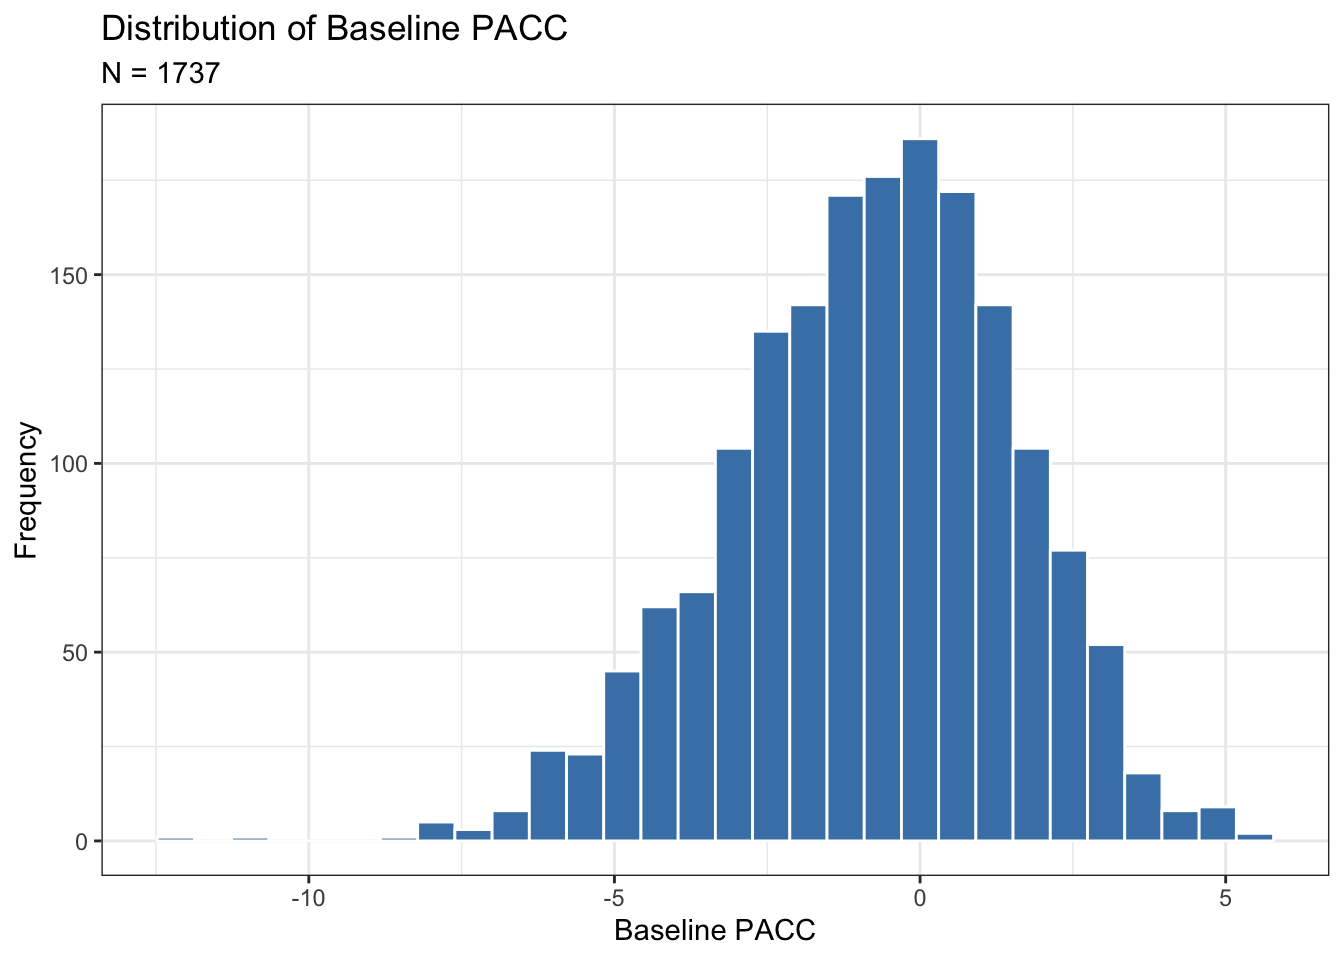 Distribution of Baseline PACC
N = 1737
Frequency
150
100
50
0
-10
-5
0
5
Baseline PACC